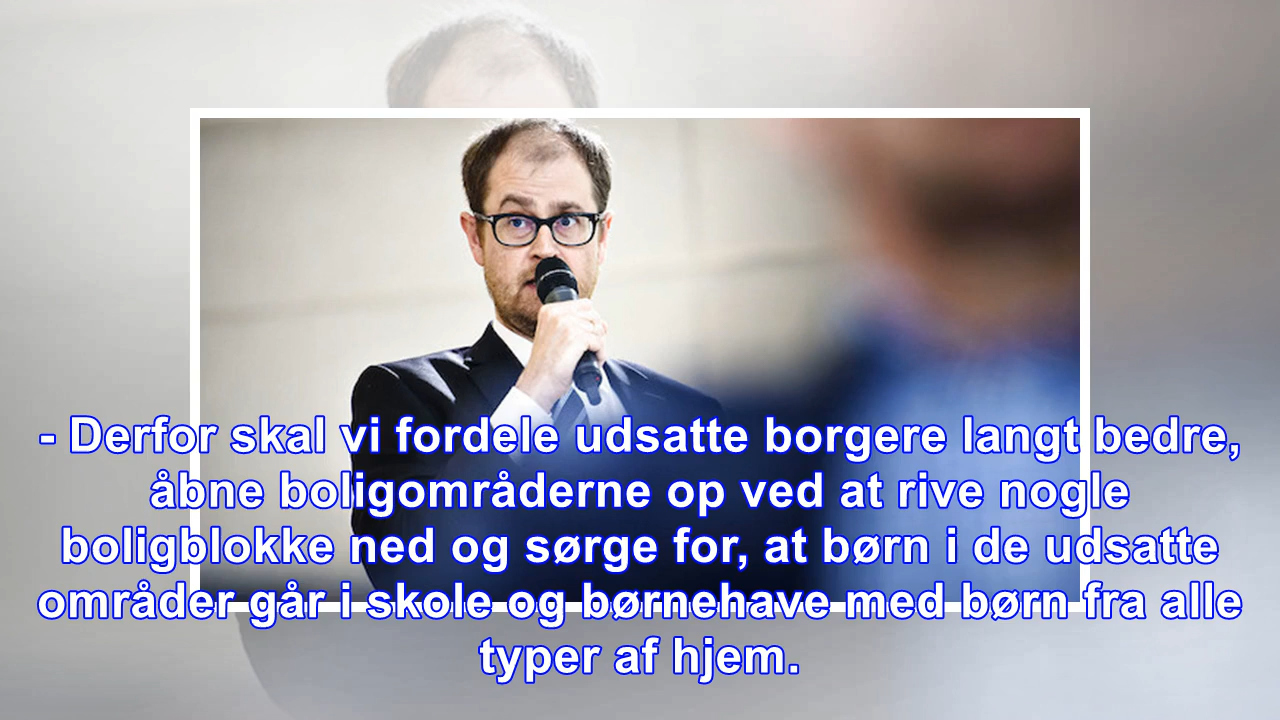 - Derfor skal vi fordele udsatte borgere langt bedre,
åbne boligområderne op ved at rive nogle
boligblokke ned og sørge for, at børn i de udsatte
områder går i skole og børnehave med børn fra alle
typer af hjem.